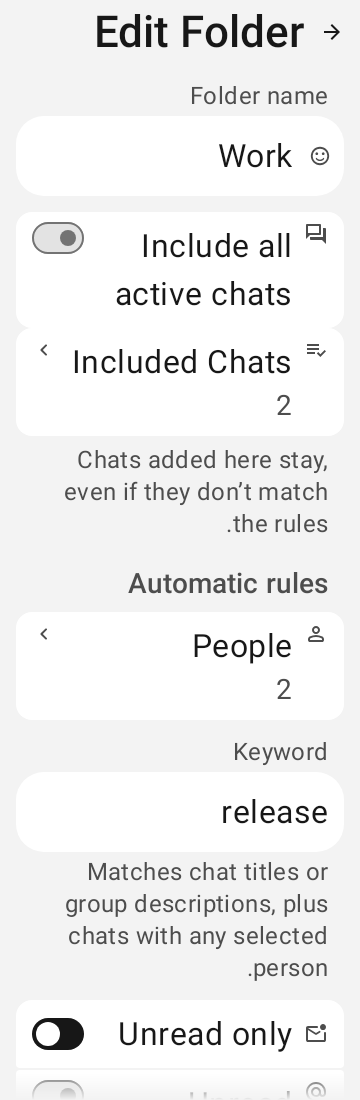 Edit Folder
Folder name
Work
Include all
active chats
Included Chats
2
Chats added here stay,
even if they don’t match
.the rules
Automatic rules
People
2
Keyword
release
Matches chat titles or
group descriptions, plus
chats with any selected
.person
Unread only